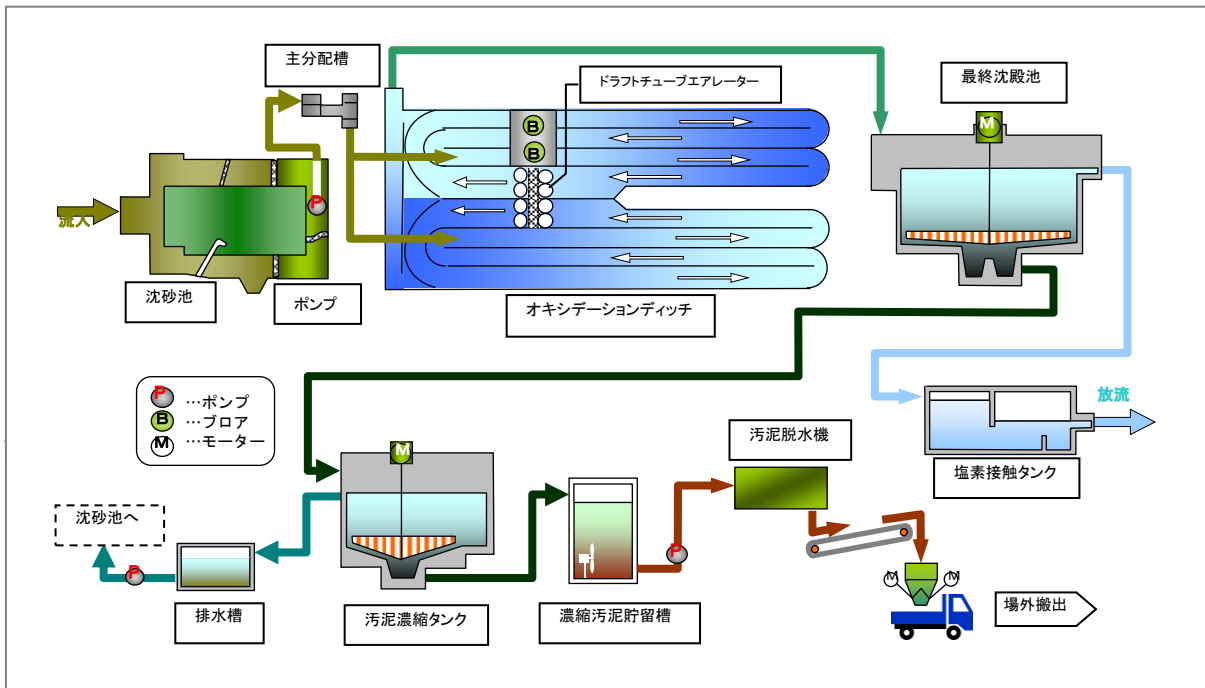 主分配槽
ドラフトチューブエアレーター
最終沈殿池
M
B
B
P
流入
沈砂池
ポンプ
オキシデーションディッチ
P …ポンプ
B …ブロア
M …モーター
放流
塩素接触タンク
汚泥脱水機
M
沈砂池へ
P
P
排水槽
汚泥濃縮タンク
濃縮汚泥貯留槽
M
M
場外搬出